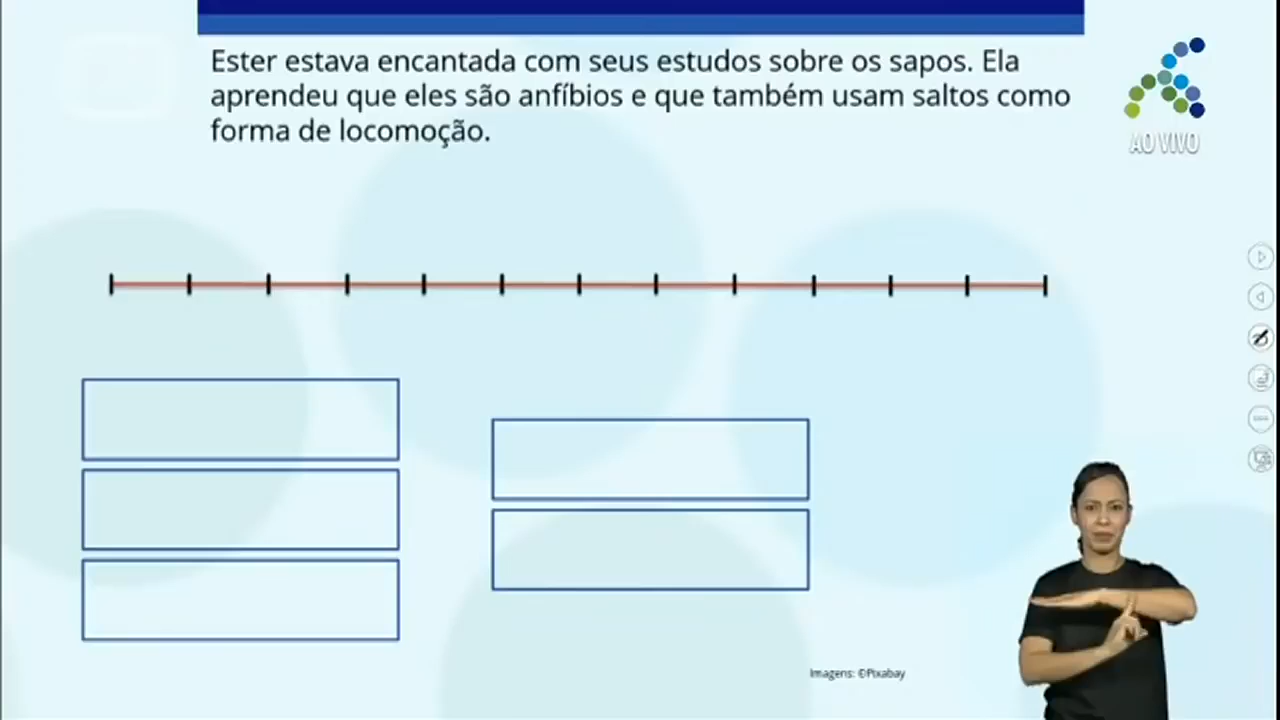 Ester estava encantada com seus estudos sobre os sapos. Ela
aprendeu que eles são anfíbios e que também usam saltos como
forma de locomoção.
AO VIVO
Imagens: ©Pixabay